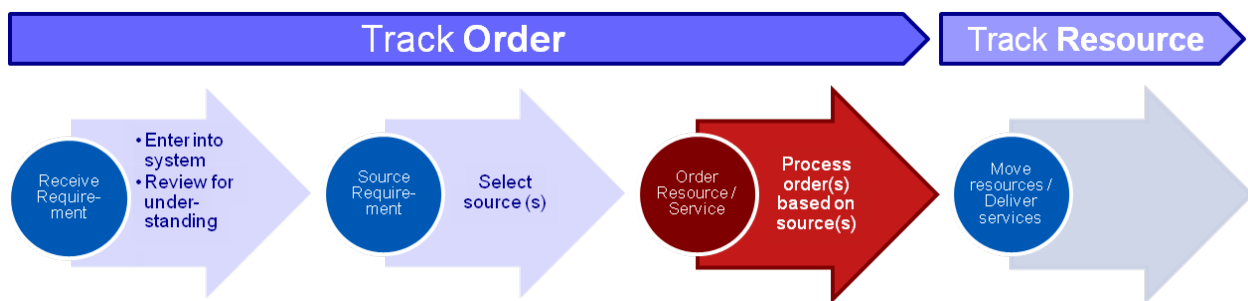 Track Order
Track Resource
Receive
Require-
ment
• Enter into
system
• Review for
under-
standing
Source
Require-
ment
Select
source (s)
Order
Resource /
Service
Process
order(s)
based on
source(s)
Move
resources /
Deliver
services